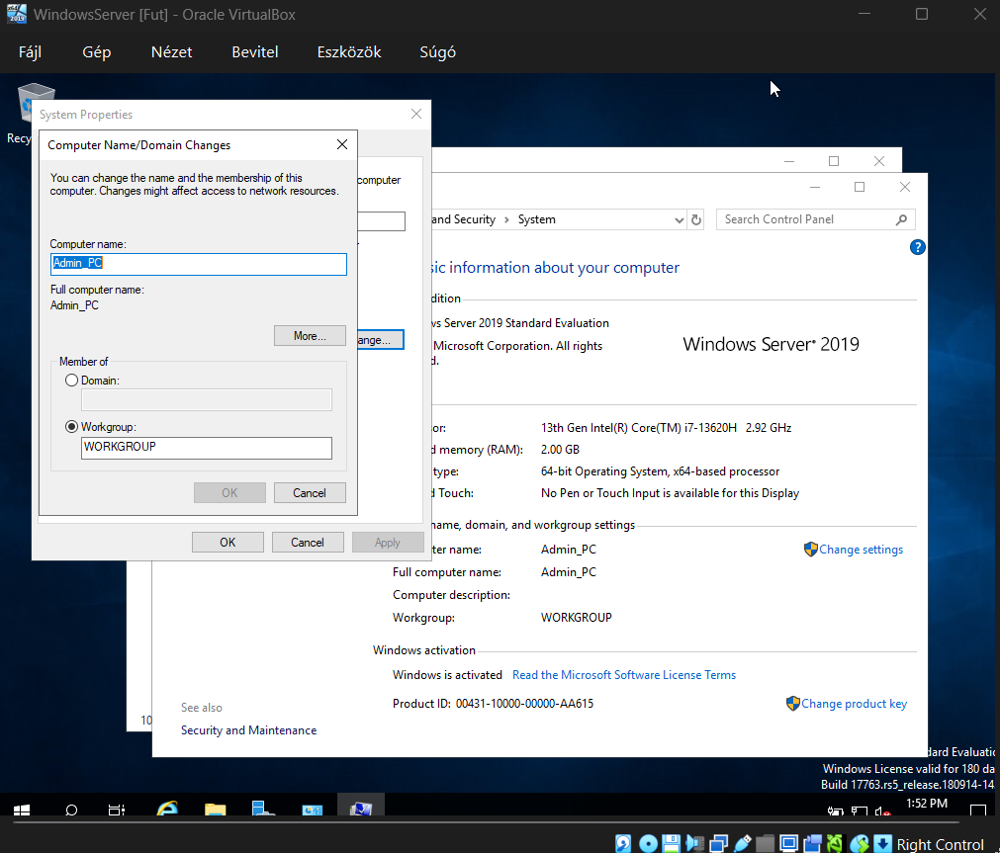 WindowsServer [Fut] - Oracle VirtualBox
Fájl Gép Nézet Bevitel Eszközök Súgó
System Properties
Computer Name/Domain Changes
You can change the name and the membership of this
computer. Changes might affect access to network resources.
computer
Computer name:
Admin_PC
Full computer name:
Admin_PC
More...
ange...
Member of
Domain:
Workgroup:
WORKGROUP
OK Cancel
OK Cancel Apply
and Security > System
Search Control Panel
?
sic information about your computer
dition
ws Server 2019 Standard Evaluation
Microsoft Corporation. All rights
d.
Windows Server® 2019
or: 13th Gen Intel(R) Core(TM) i7-13620H 2.92 GHz
d memory (RAM): 2.00 GB
type: 64-bit Operating System, x64-based processor
d Touch: No Pen or Touch Input is available for this Display
name, domain, and workgroup settings
ter name: Admin_PC
Change settings
Full computer name: Admin_PC
Computer description:
Workgroup: WORKGROUP
Windows activation
Windows is activated Read the Microsoft Software License Terms
Product ID: 00431-10000-00000-AA615
Change product key
See also
Security and Maintenance
10
dard Evaluatio
Windows License valid for 180 da
Build 17763.rs5_release.180914-14
1:52 PM
Right Control